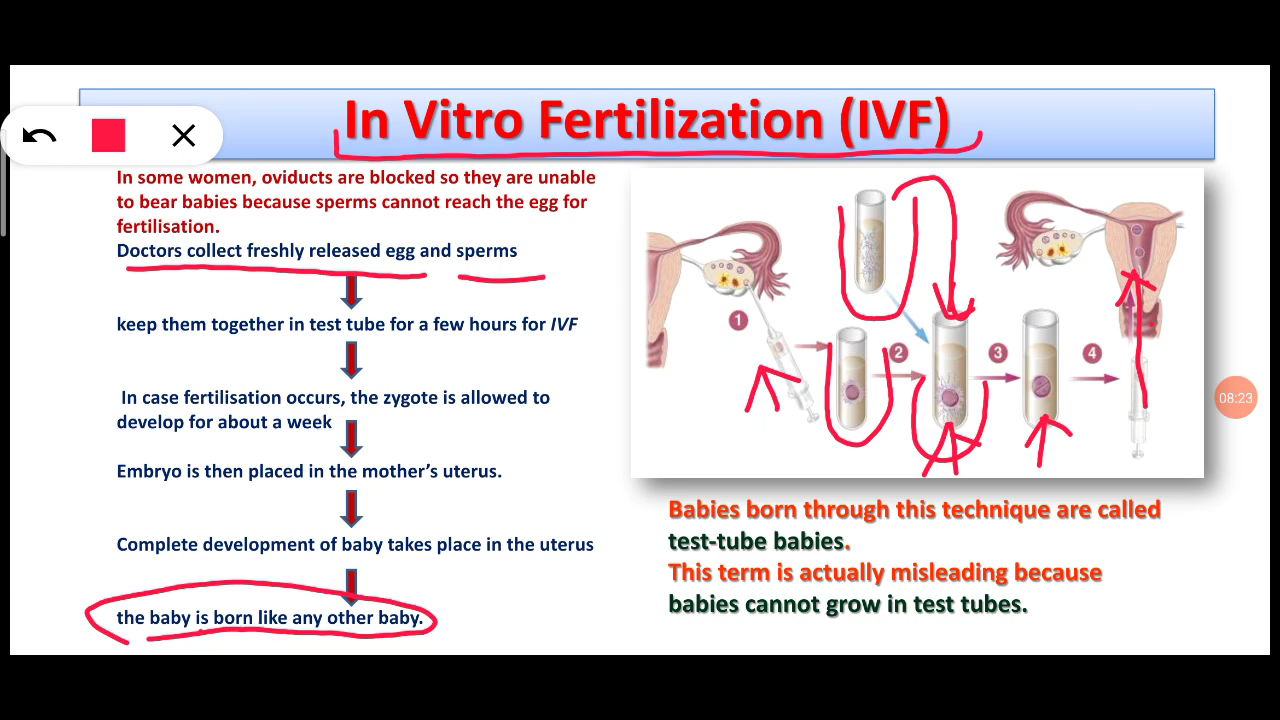 In Vitro Fertilization (IVF)
In some women, oviducts are blocked so they are unable
to bear babies because sperms cannot reach the egg for
fertilisation.
Doctors collect freshly released egg and sperms
keep them together in test tube for a few hours for IVF
In case fertilisation occurs, the zygote is allowed to
develop for about a week
Embryo is then placed in the mother's uterus.
Complete development of baby takes place in the uterus
the baby is born like any other baby.
1
2
3
4
08:23
Babies born through this technique are called
test-tube babies.
This term is actually misleading because
babies cannot grow in test tubes.